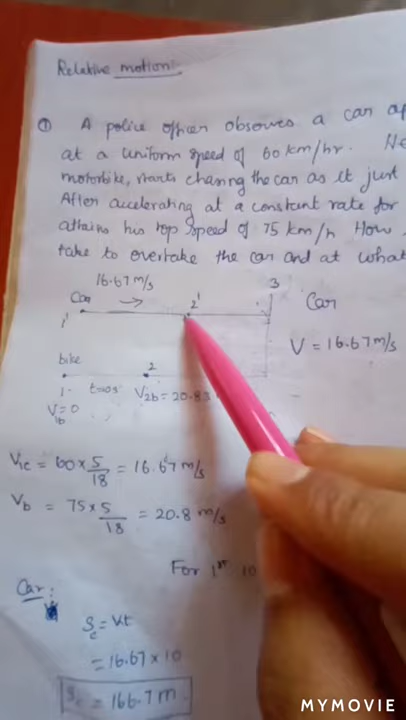 Relative motion:
① A police officer observes a car ap
at a uniform speed of 60 km/hr. He
motorbike, starts chasing the car as it just
After accelerating at a constant rate for
attains his top speed of 75 km/h How
take to overtake the car and at what
16.67 m/s
Car → 2' 3 Car
1'
V = 16.67 m/s
bike 2
1 t=10s V2b = 20.83
V1b = 0
V1c = 60 × 5/18 = 16.67 m/s
Vb = 75 × 5/18 = 20.8 m/s
For 1st 10
Car:
Sc = Vt
= 16.67 × 10
Sc = 166.7 m
MYMOVIE